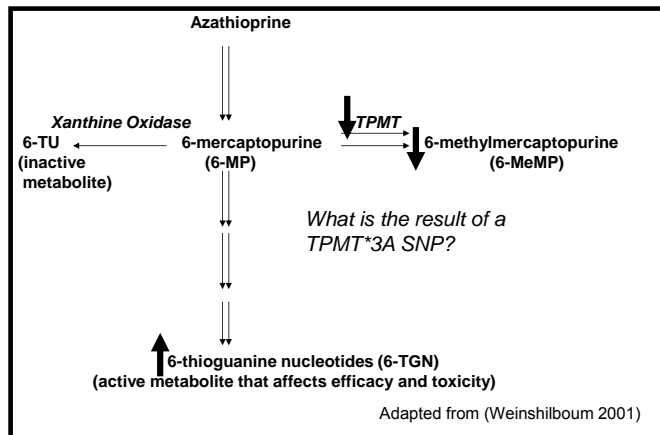 Azathioprine
Xanthine Oxidase
TPMT
6-TU
(inactive
metabolite)
6-mercaptopurine
(6-MP)
6-methylmercaptopurine
(6-MeMP)
What is the result of a
TPMT*3A SNP?
6-thioguanine nucleotides (6-TGN)
(active metabolite that affects efficacy and toxicity)
Adapted from (Weinshilboum 2001)